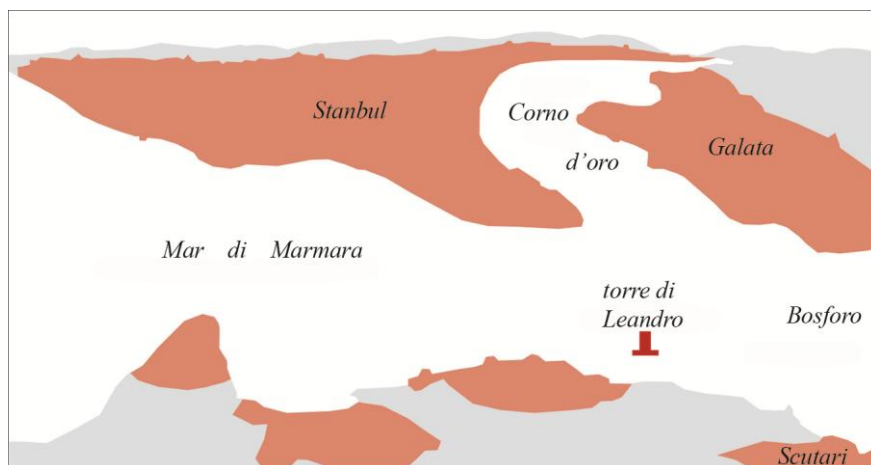 Stanbul
Corno
d'oro
Galata
Mar di Marmara
torre di
Leandro
Bosforo
Scutari